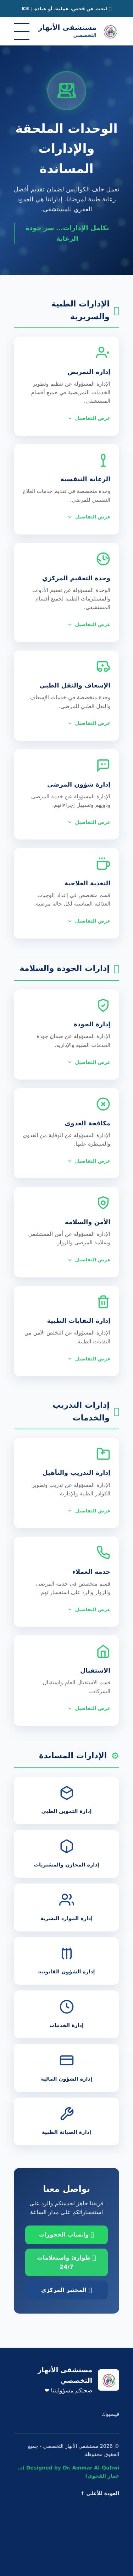 ابحث عن فحص، عملية، أو عيادة | KR
مستشفى الأنهار
التخصصي
الوحدات الملحقة
والإدارات
المساندة
نعمل خلف الكواليس لضمان تقديم أفضل
رعاية طبية لمرضانا. هنا العمود
الفقري للمستشفى.
تكامل الإدارات... سر جودة
الرعاية
الإدارات الطبية
والسريرية
إدارة التمريض
الإدارة المسؤولة عن تنظيم وتطوير
الخدمات التمريضية في جميع أقسام
المستشفى.
عرض التفاصيل
الرعاية التنفسية
وحدة متخصصة في تقديم خدمات العلاج
التنفسي للمرضى.
عرض التفاصيل
وحدة التعقيم المركزي
الوحدة المسؤولة عن تعقيم الأدوات
والمستلزمات الطبية لجميع أقسام
المستشفى.
عرض التفاصيل
الإسعاف والنقل الطبي
وحدة متخصصة في خدمات الإسعاف
والنقل الطبي للمرضى.
عرض التفاصيل
إدارة شؤون المرضى
الإدارة المسؤولة عن خدمة المرضى
وذويهم وتسهيل إجراءاتهم.
عرض التفاصيل
التغذية العلاجية
قسم متخصص في إعداد الوجبات
الغذائية المناسبة لكل حالة مرضية.
عرض التفاصيل
إدارات الجودة والسلامة
إدارة الجودة
الإدارة المسؤولة عن ضمان جودة
الخدمات الطبية والإدارية.
عرض التفاصيل
مكافحة العدوى
الإدارة المسؤولة عن الوقاية من العدوى
والسيطرة عليها.
عرض التفاصيل
الأمن والسلامة
الإدارة المسؤولة عن أمن المستشفى
وسلامة المرضى والزوار.
عرض التفاصيل
إدارة النفايات الطبية
الإدارة المسؤولة عن التخلص الآمن من
النفايات الطبية.
عرض التفاصيل
إدارات التدريب
والخدمات
إدارة التدريب والتأهيل
الإدارة المسؤولة عن تدريب وتطوير
الكوادر الطبية والإدارية.
عرض التفاصيل
خدمة العملاء
قسم متخصص في خدمة المرضى
والزوار والرد على استفساراتهم.
عرض التفاصيل
الاستقبال
قسم الاستقبال العام واستقبال
الشركات.
عرض التفاصيل
الإدارات المساندة
إدارة التموين الطبي
إدارة المخازن والمشتريات
إدارة الموارد البشرية
إدارة الشؤون القانونية
إدارة الخدمات
إدارة الشؤون المالية
إدارة الصيانة الطبية
تواصل معنا
فريقنا جاهز لخدمتكم والرد على
استفساراتكم على مدار الساعة
واتساب الحجوزات
طوارئ واستعلامات
24/7
المختبر المركزي
مستشفى الأنهار
التخصصي
صحتكم مسؤوليتنا ❤
فيسبوك
© 2026 مستشفى الأنهار التخصصي - جميع
الحقوق محفوظة.
Designed by Dr. Ammar Al-Qahwi (د.
عمار القحوي)
العودة للأعلى ↑